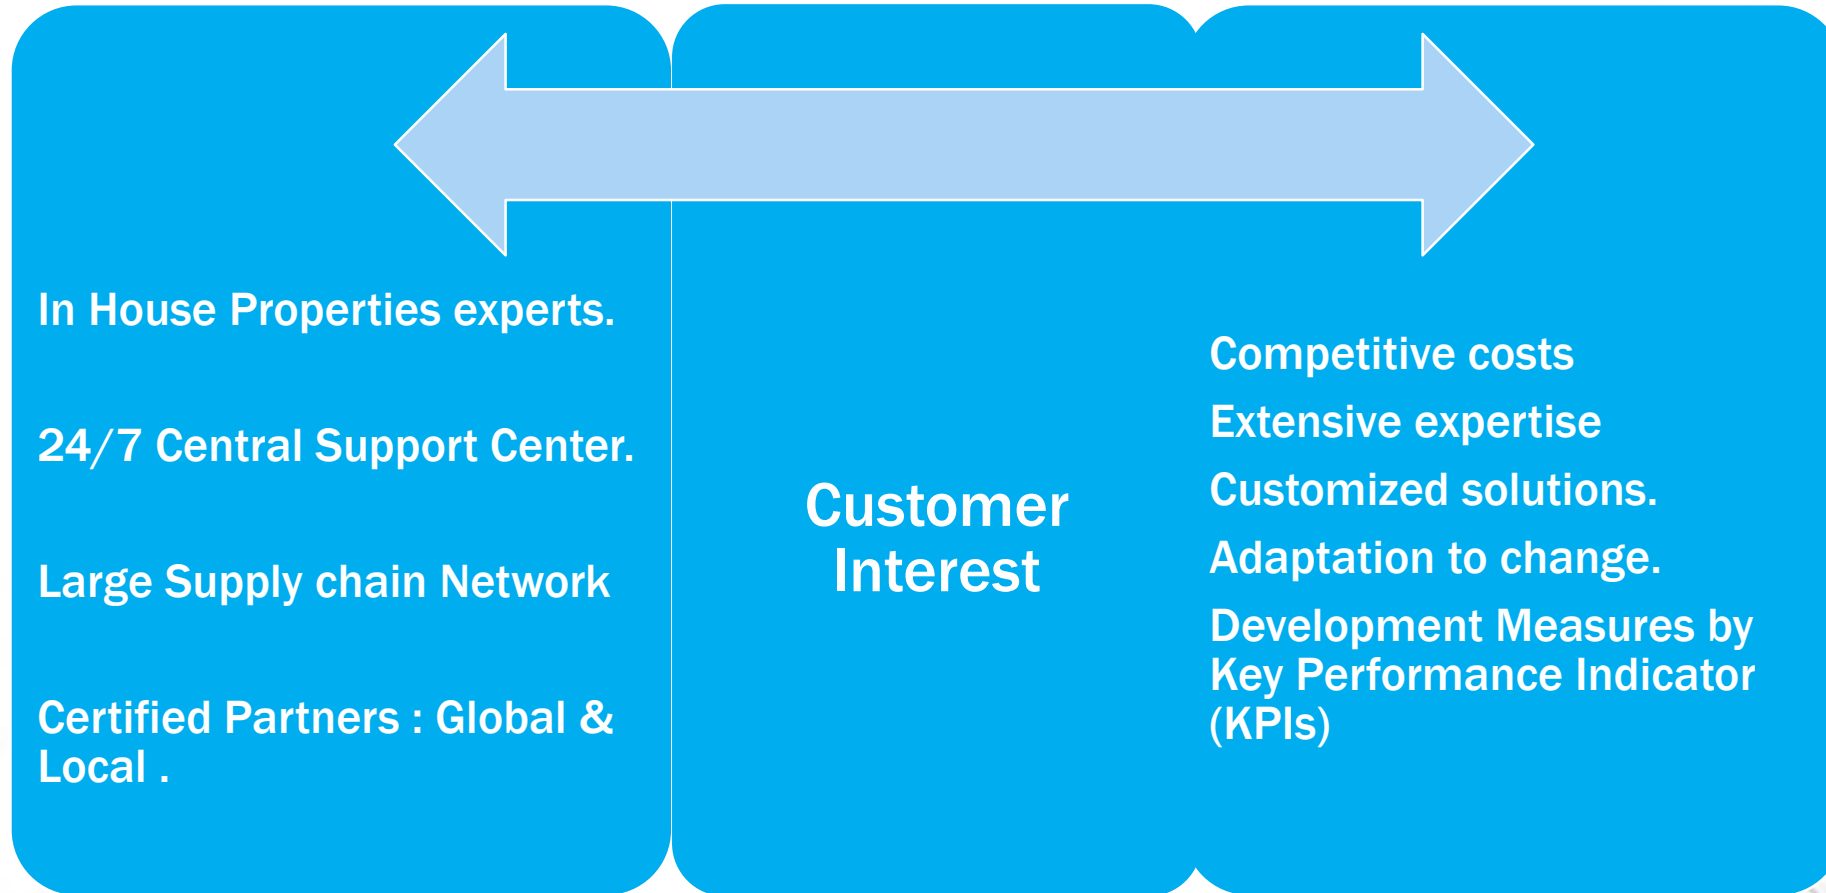 In House Properties experts.
24/7 Central Support Center.
Large Supply chain Network
Certified Partners : Global &
Local .
Customer
Interest
Competitive costs
Extensive expertise
Customized solutions.
Adaptation to change.
Development Measures by
Key Performance Indicator
(KPIs)